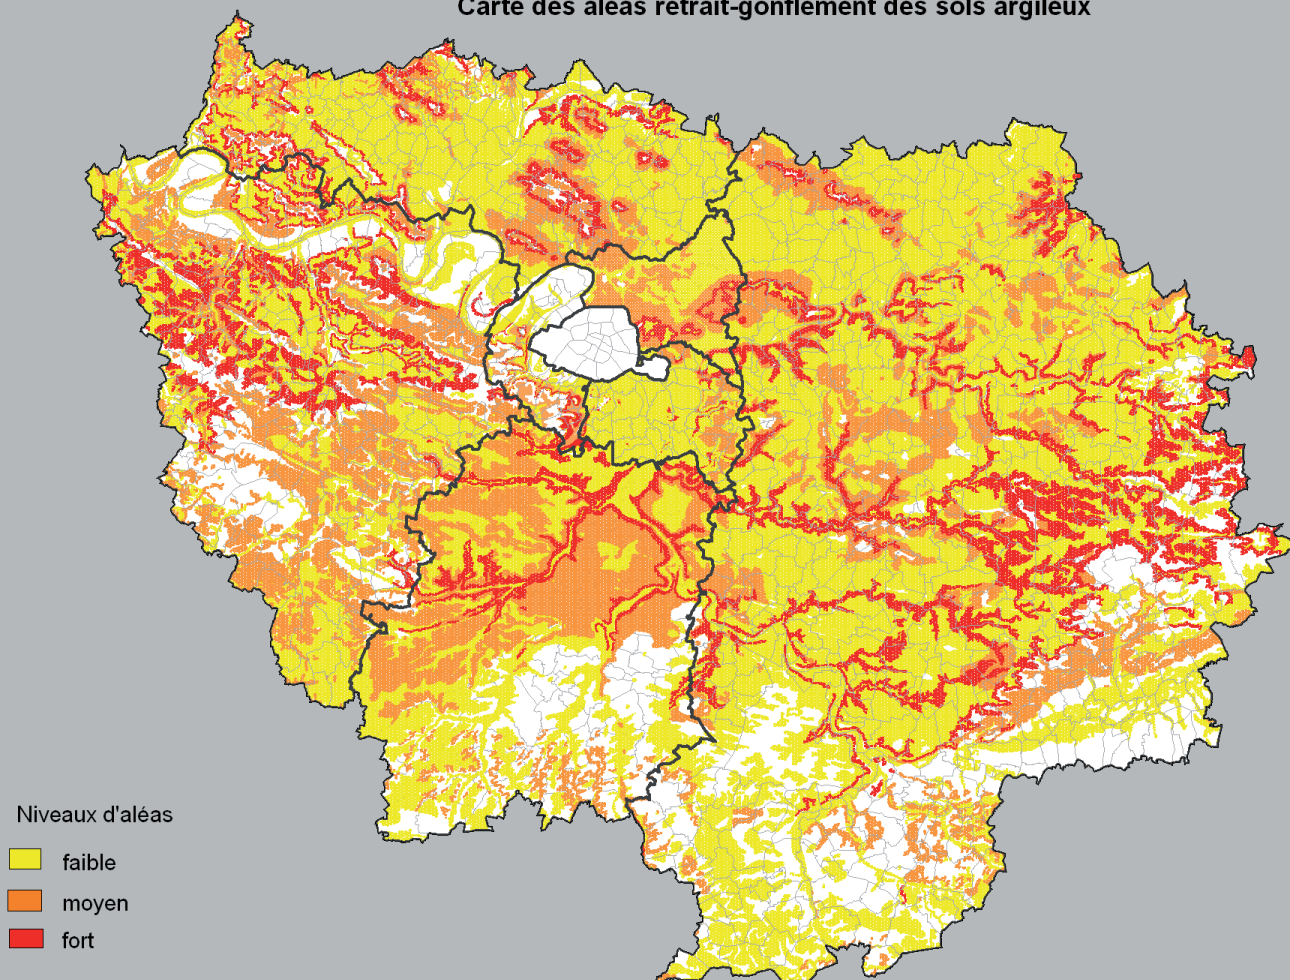 Carte des aléas retrait-gonflement des sols argileux
Niveaux d'aléas
faible
moyen
fort